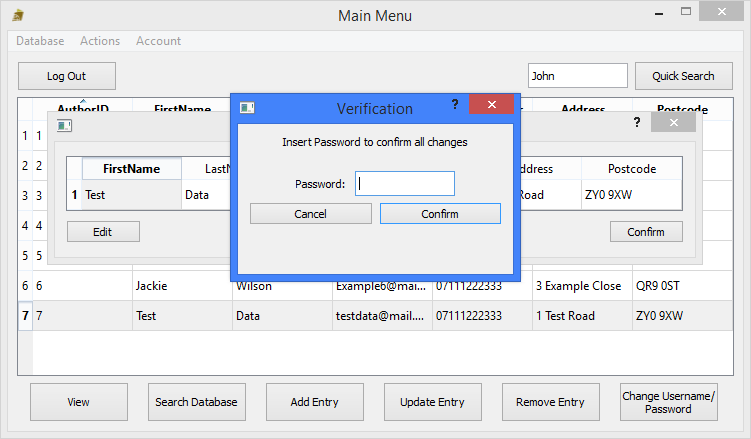 Main Menu
Database Actions Account
Log Out John Quick Search
AuthorID FirstName Address Postcode
Verification ?
?
Insert Password to confirm all changes
1 1
2 2
3 3
4 4
5 5
FirstName Postcode
1 Test Data Road ZY0 9XW
Password:
Cancel Confirm
Edit Confirm
6 6 Jackie Wilson Example6@mai... 07111222333 3 Example Close QR9 0ST
7 7 Test Data testdata@mail.... 07111222333 1 Test Road ZY0 9XW
View Search Database Add Entry Update Entry Remove Entry Change Username/
Password